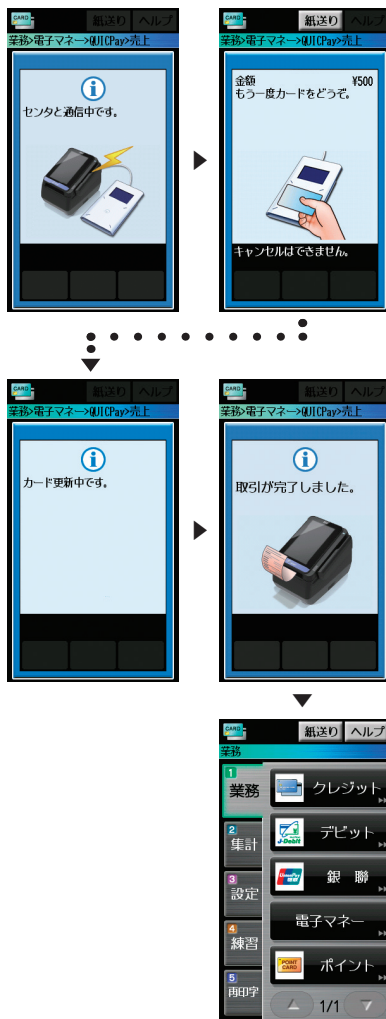 CARD
紙送り ヘルプ
業務>電子マネー>QUICPay>売上
センタと通信中です。
CARD
紙送り ヘルプ
業務>電子マネー>QUICPay>売上
金額 ¥500
もう一度カードをどうぞ。
キャンセルはできません。
CARD
紙送り ヘルプ
業務>電子マネー>QUICPay>売上
カード更新中です。
CARD
紙送り ヘルプ
業務>電子マネー>QUICPay>売上
取引が完了しました。
CARD
紙送り ヘルプ
業務
1 業務
2 集計
3 設定
4 練習
5 再印字
クレジット
J-Debit デビット
UnionPay 銀聯
電子マネー
POINT CARD ポイント
1/1